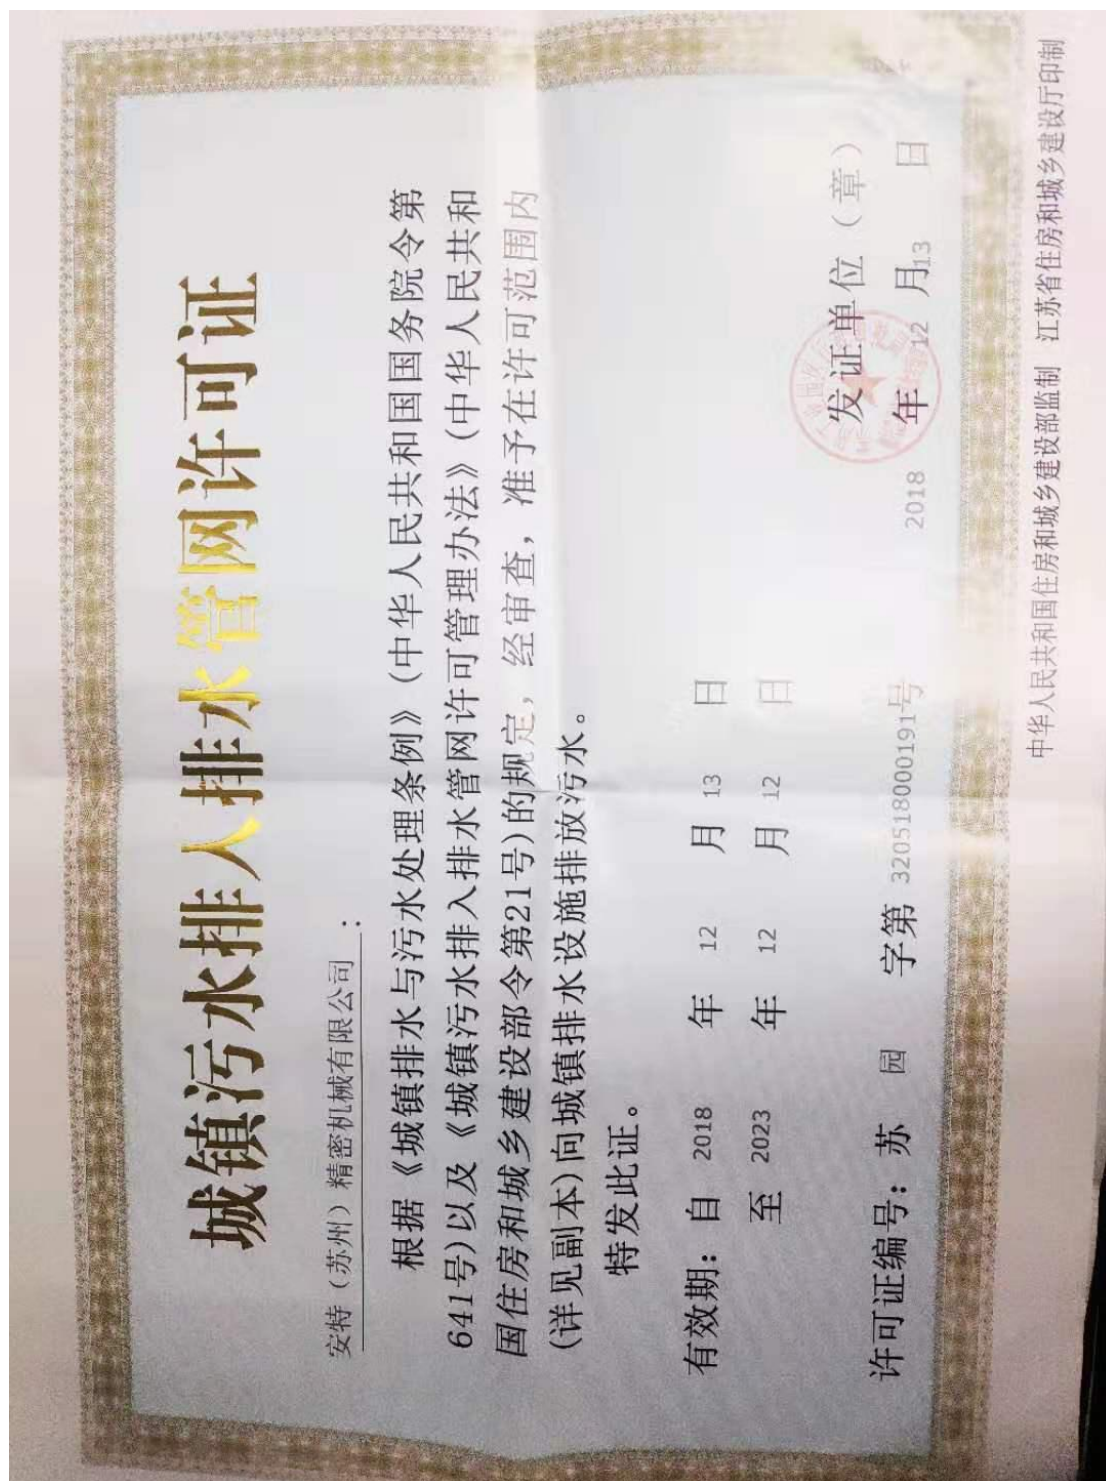 城镇污水排入排水管网许可证
安特（苏州）精密机械有限公司：
根据《城镇排水与污水处理条例》（中华人民共和国国务院令第
641号)以及《城镇污水排入排水管网许可管理办法》（中华人民共和
国住房和城乡建设部令第21号)的规定，经审查，准予在许可范围内
(详见副本)向城镇排水设施排放污水。
特发此证。
有效期：自 2018 年 12 月 13 日
至 2023 年 12 月 12 日
发证单位（章）
2018 年 12 月 13 日
许可证编号：苏 园 字第 3205180000191号
中华人民共和国住房和城乡建设部监制 江苏省住房和城乡建设厅印制